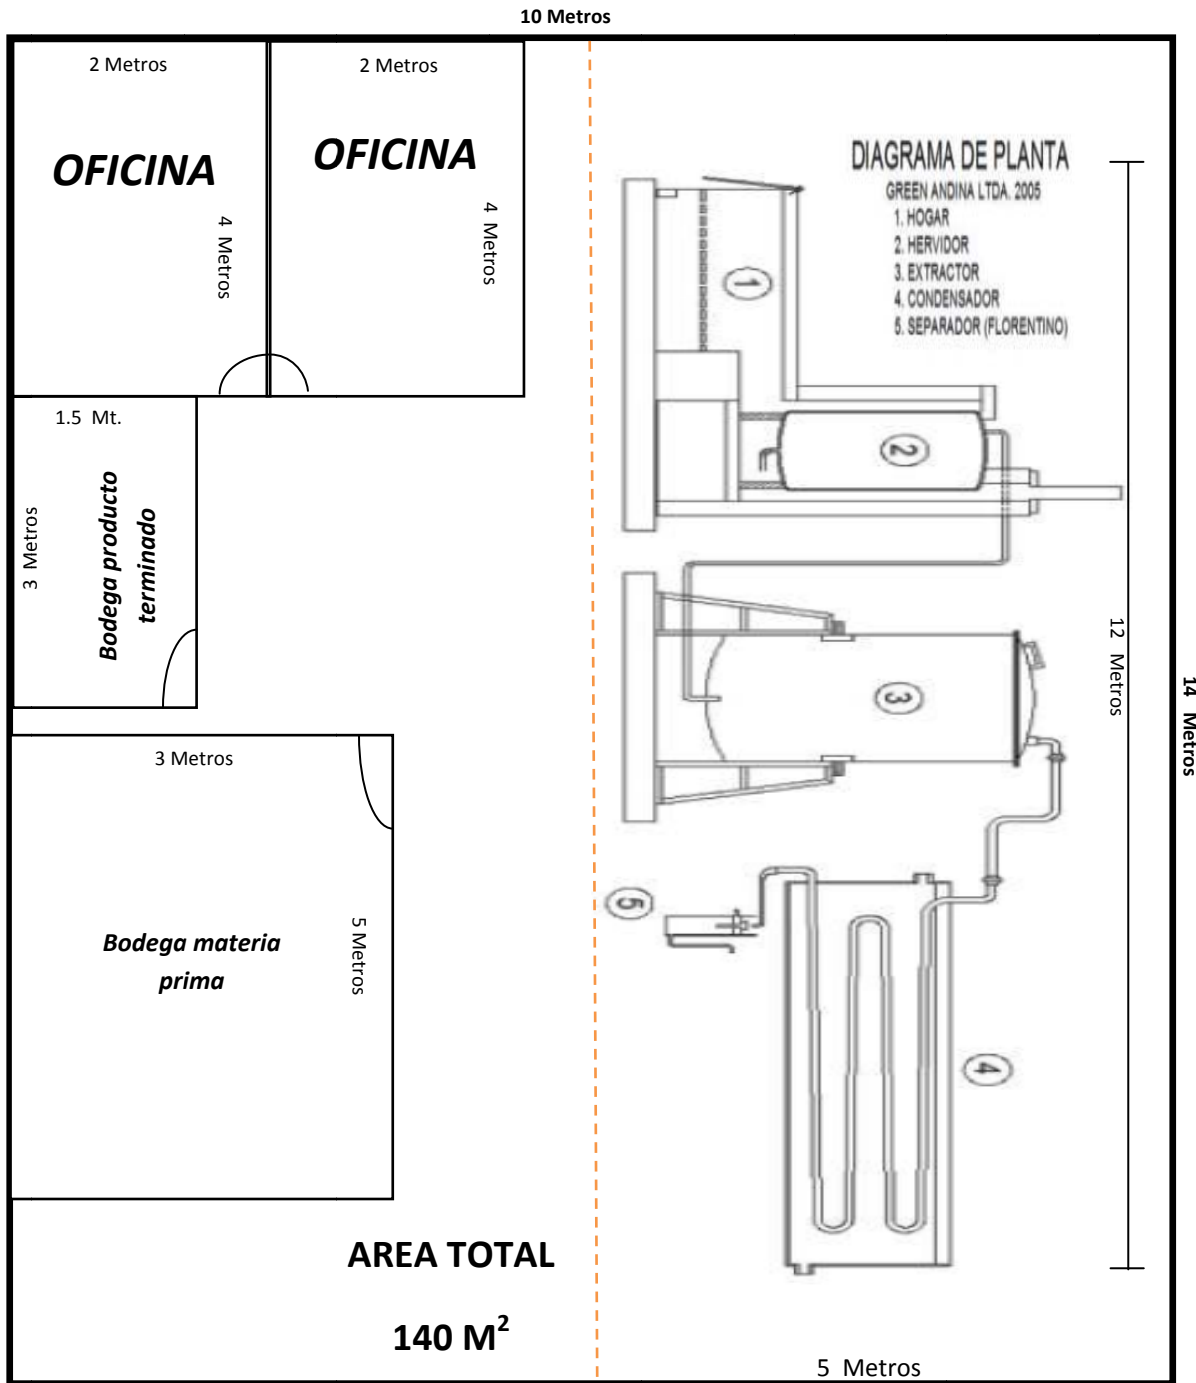 10 Metros
2 Metros
2 Metros
OFICINA
OFICINA
4 Metros
4 Metros
DIAGRAMA DE PLANTA
GREEN ANDINA LTDA. 2005
1. HOGAR
2. HERVIDOR
3. EXTRACTOR
4. CONDENSADOR
5. SEPARADOR (FLORENTINO)
1
2
1.5 Mt.
3 Metros
Bodega producto
terminado
3
12 Metros
14 Metros
3 Metros
5 Metros
Bodega materia
prima
5
4
AREA TOTAL
140 M²
5 Metros